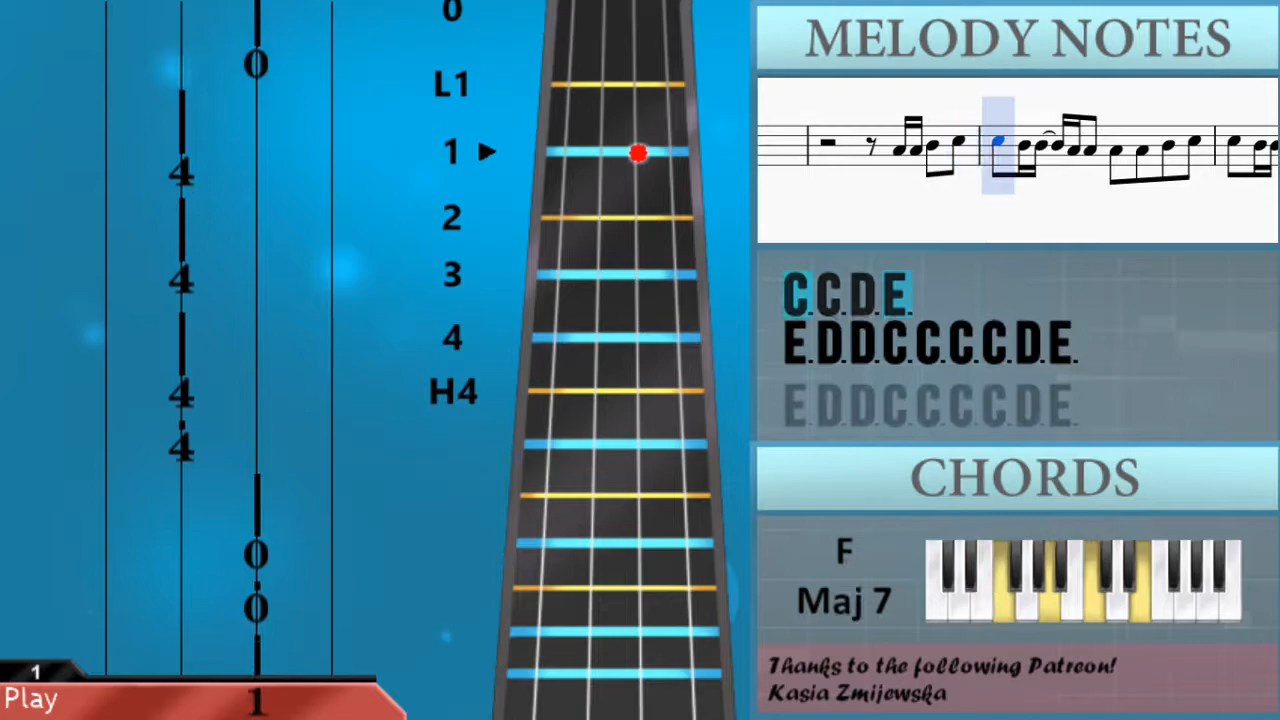 0
0
L1
1
4
2
3
4
4
4
H4
4
0
0
1
Play
1
MELODY NOTES
C.C.D.E.
E.D.D.C.C.C.C.D.E.
E.D.D.C.C.C.C.D.E.
CHORDS
F
Maj 7
Thanks to the following Patreon!
Kasia Zmijewska